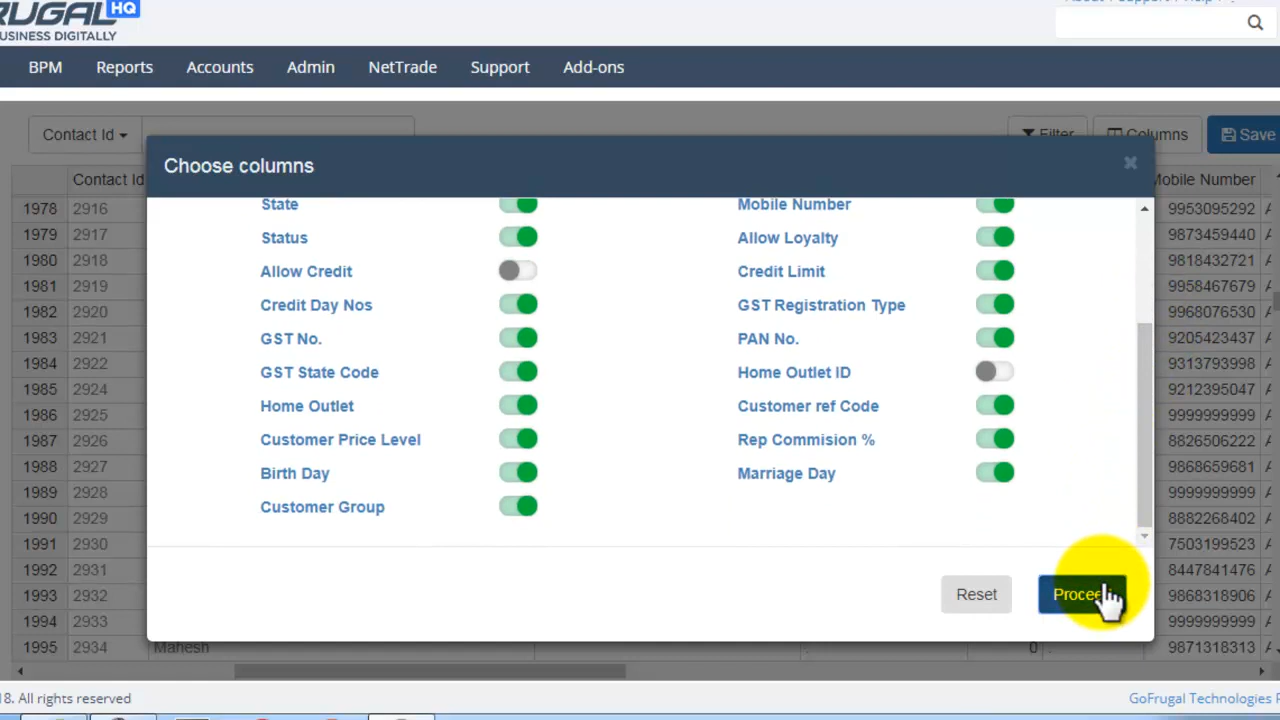 RUGAL HQ
USINESS DIGITALLY
BPM Reports Accounts Admin NetTrade Support Add-ons
Contact Id Filter Columns Save
Choose columns
Contact Id Mobile Number
State Mobile Number
Status Allow Loyalty
Allow Credit Credit Limit
Credit Day Nos GST Registration Type
GST No. PAN No.
GST State Code Home Outlet ID
Home Outlet Customer ref Code
Customer Price Level Rep Commision %
Birth Day Marriage Day
Customer Group
Reset Procee
1978 2916 9953095292
1979 2917 9873459440
1980 2918 9818432721
1981 2919 9958467679
1982 2920 9968076530
1983 2921 9205423437
1984 2922 9313793998
1985 2924 9212395047
1986 2925 9999999999
1987 2926 8826506222
1988 2927 9868659681
1989 2928 9999999999
1990 2929 8882268402
1991 2930 7503199523
1992 2931 8447841476
1993 2932 9868318906
1994 2933 9999999999
1995 2934 Mahesh . 0 . 9871318313
8. All rights reserved GoFrugal Technologies P